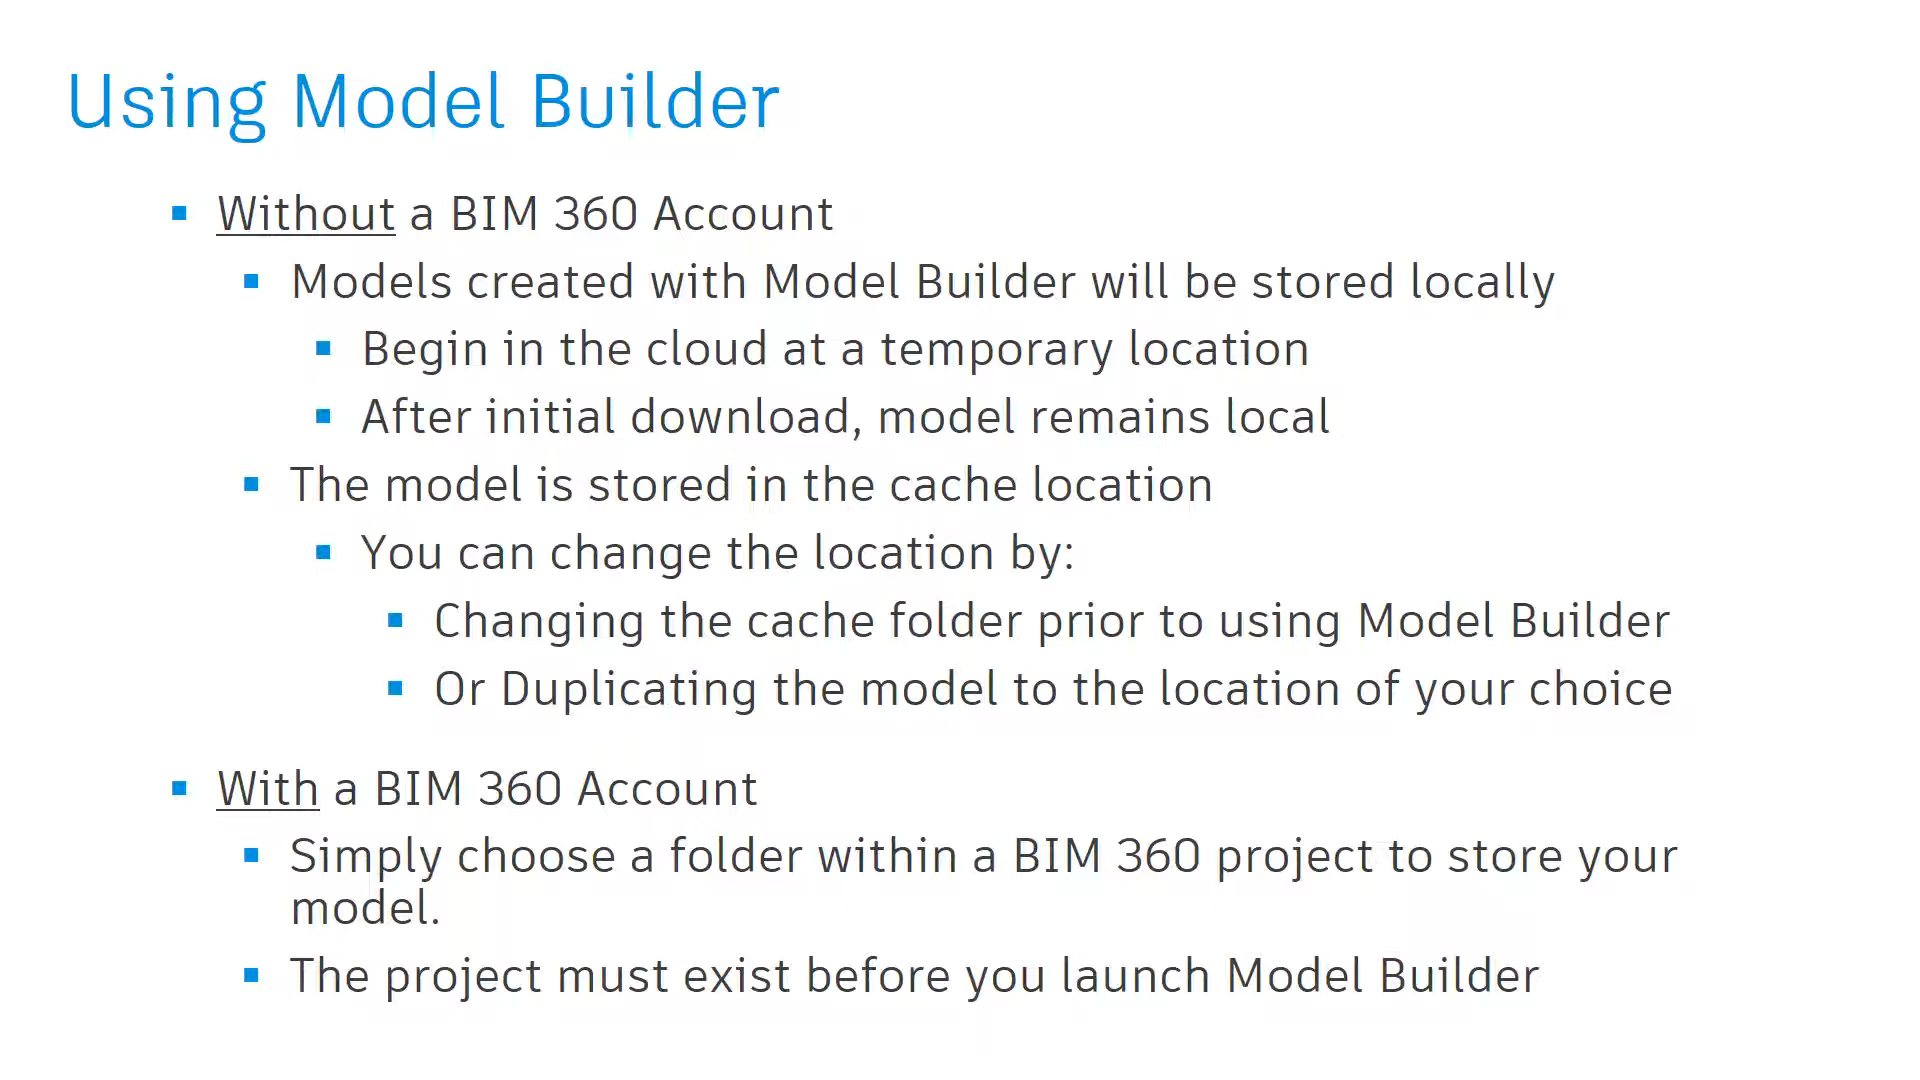 Using Model Builder
Without a BIM 360 Account
Models created with Model Builder will be stored locally
Begin in the cloud at a temporary location
After initial download, model remains local
The model is stored in the cache location
You can change the location by:
Changing the cache folder prior to using Model Builder
Or Duplicating the model to the location of your choice
With a BIM 360 Account
Simply choose a folder within a BIM 360 project to store your
model.
The project must exist before you launch Model Builder